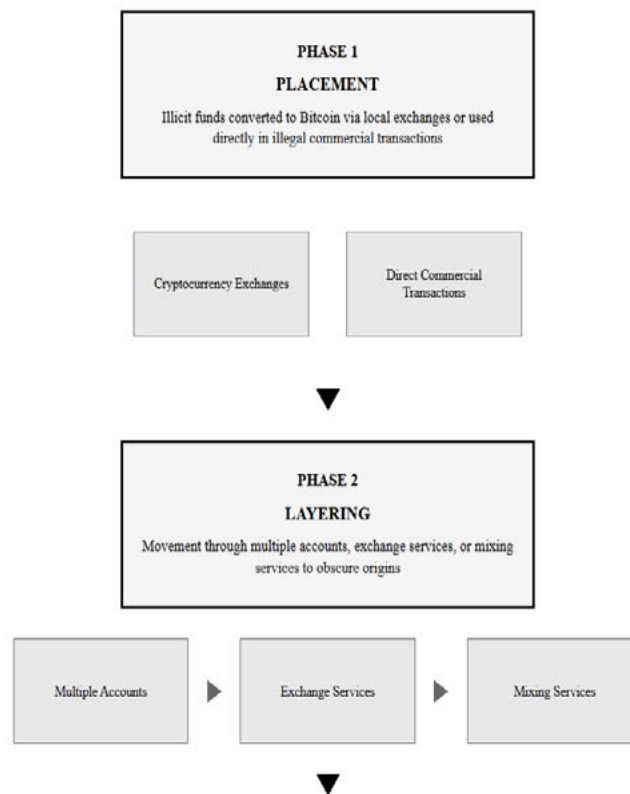 PHASE 1
PLACEMENT
Illicit funds converted to Bitcoin via local exchanges or used
directly in illegal commercial transactions
Cryptocurrency Exchanges
Direct Commercial
Transactions
PHASE 2
LAYERING
Movement through multiple accounts, exchange services, or mixing
services to obscure origins
Multiple Accounts
Exchange Services
Mixing Services